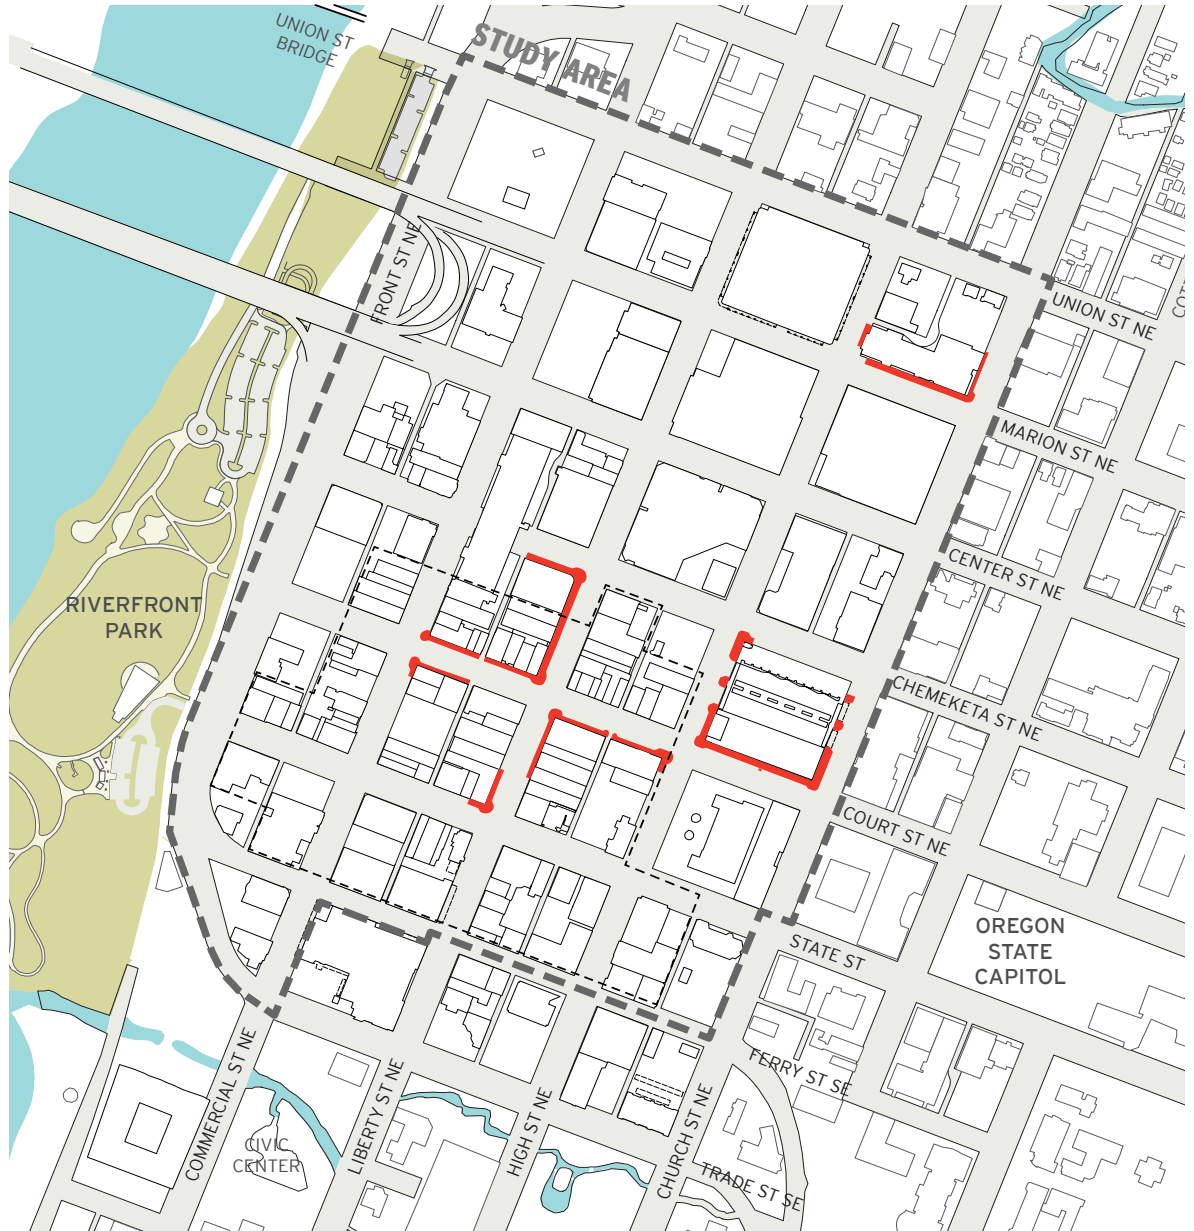 UNION ST
BRIDGE
STUDY AREA
FRONT ST NE
UNION ST NE
MARION ST NE
CENTER ST NE
RIVERFRONT
PARK
CHEMEKETA ST NE
COURT ST NE
STATE ST
OREGON
STATE
CAPITOL
FERRY ST SE
TRADE ST SE
COMMERCIAL ST NE
LIBERTY ST NE
HIGH ST NE
CHURCH ST NE
CIVIC
CENTER